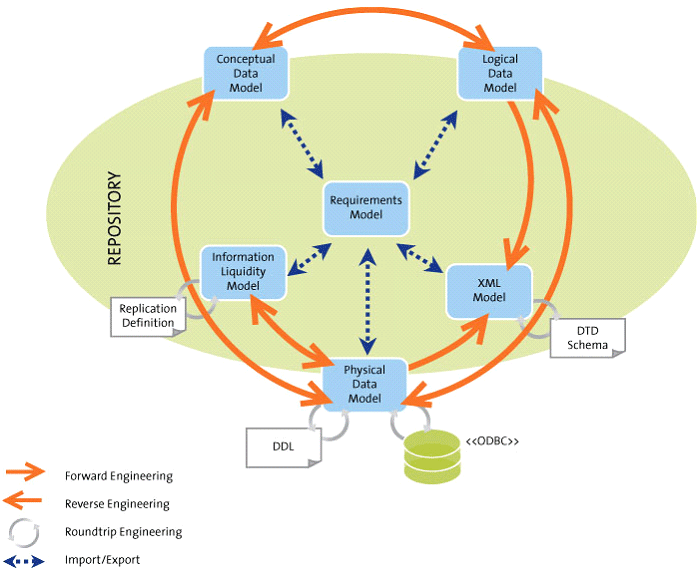 Conceptual
Data
Model
Logical
Data
Model
REPOSITORY
Requirements
Model
Information
Liquidity
Model
XML
Model
Replication
Definition
DTD
Schema
Physical
Data
Model
DDL
<<ODBC>>
Forward Engineering
Reverse Engineering
Roundtrip Engineering
Import/Export